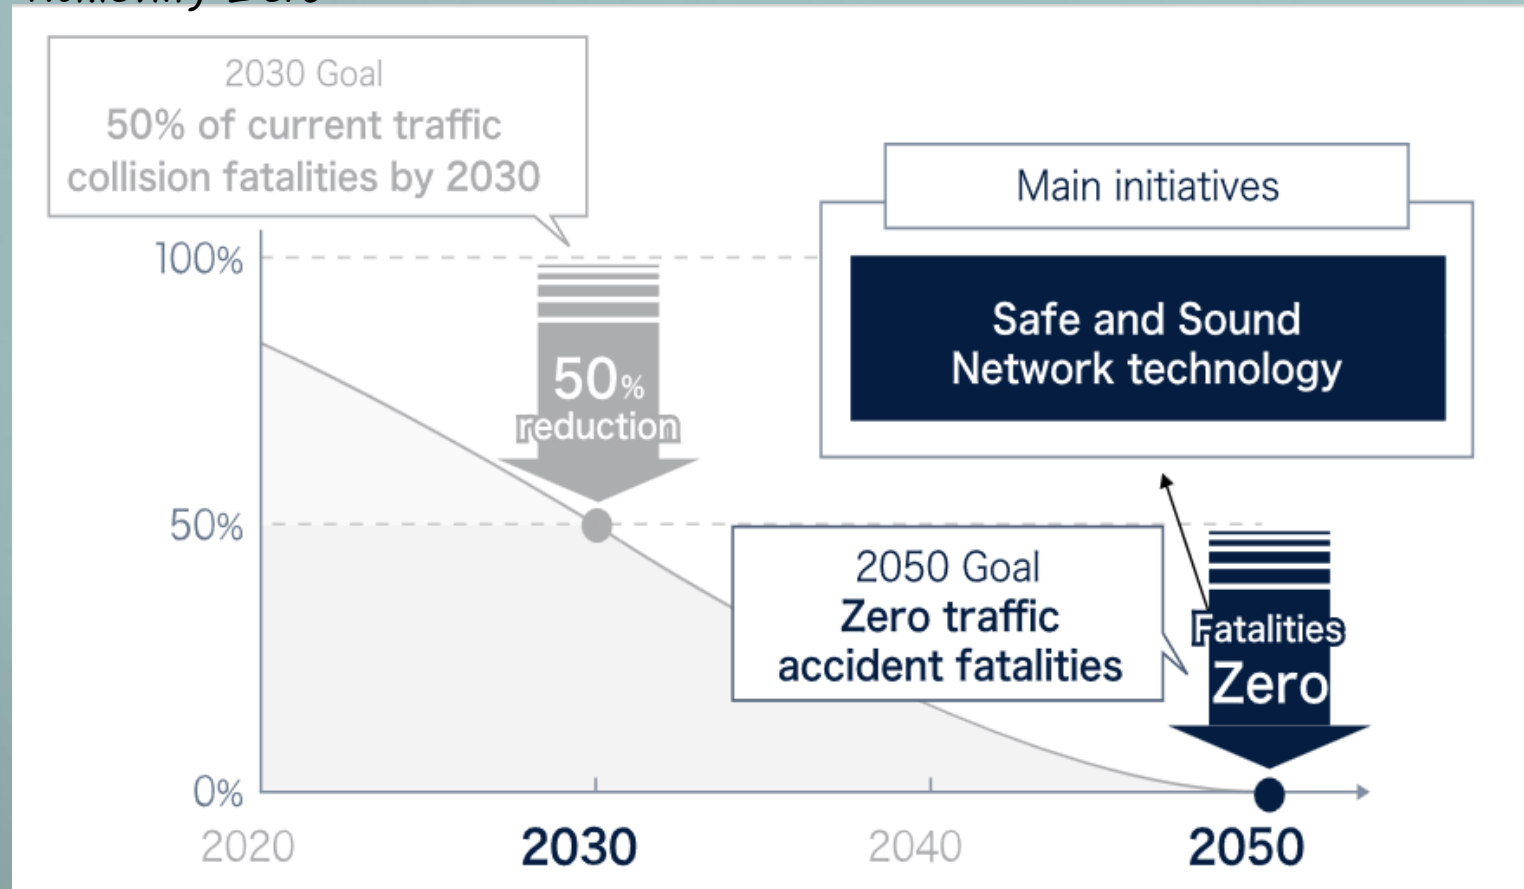 2030 Goal
50% of current traffic
collision fatalities by 2030
Main initiatives
Safe and Sound
Network technology
100%
50%
reduction
50%
2050 Goal
Zero traffic
accident fatalities
Fatalities
Zero
0%
2020
2030
2040
2050